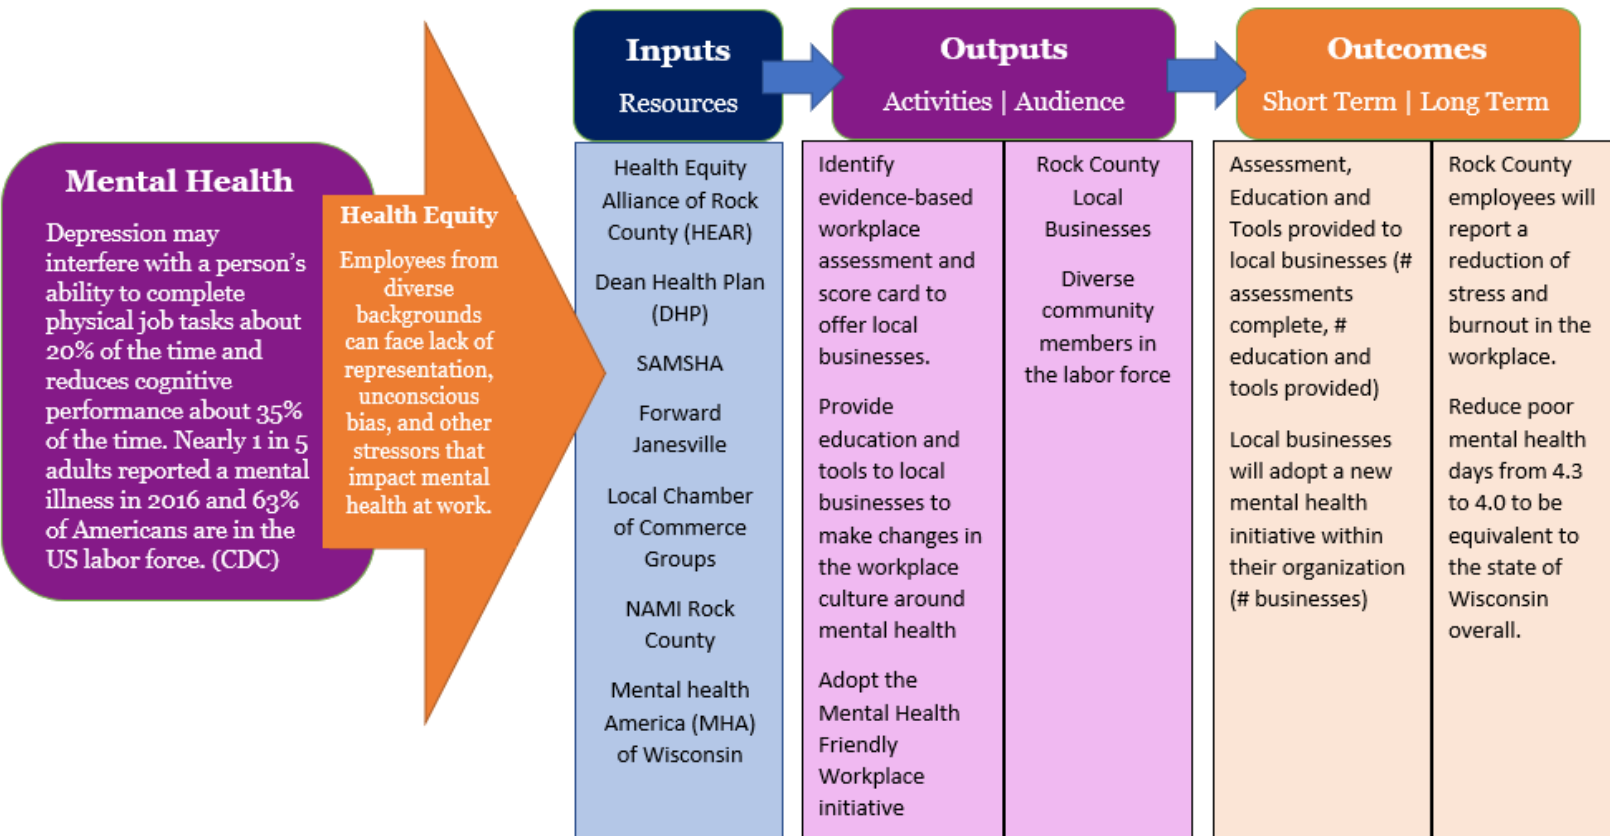 Mental Health
Depression may
interfere with a person's
ability to complete
physical job tasks about
20% of the time and
reduces cognitive
performance about 35%
of the time. Nearly 1 in 5
adults reported a mental
illness in 2016 and 63%
of Americans are in the
US labor force. (CDC)
Health Equity
Employees from
diverse
backgrounds
can face lack of
representation,
unconscious
bias, and other
stressors that
impact mental
health at work.
Inputs
Resources
Health Equity
Alliance of Rock
County (HEAR)
Dean Health Plan
(DHP)
SAMSHA
Forward
Janesville
Local Chamber
of Commerce
Groups
NAMI Rock
County
Mental health
America (MHA)
of Wisconsin
Outputs
Activities | Audience
Identify
evidence-based
workplace
assessment and
score card to
offer local
businesses.
Provide
education and
tools to local
businesses to
make changes in
the workplace
culture around
mental health
Adopt the
Mental Health
Friendly
Workplace
initiative
Rock County
Local
Businesses
Diverse
community
members in
the labor force
Outcomes
Short Term | Long Term
Assessment,
Education and
Tools provided to
local businesses (#
assessments
complete, #
education and
tools provided)
Local businesses
will adopt a new
mental health
initiative within
their organization
(# businesses)
Rock County
employees will
report a
reduction of
stress and
burnout in the
workplace.
Reduce poor
mental health
days from 4.3
to 4.0 to be
equivalent to
the state of
Wisconsin
overall.